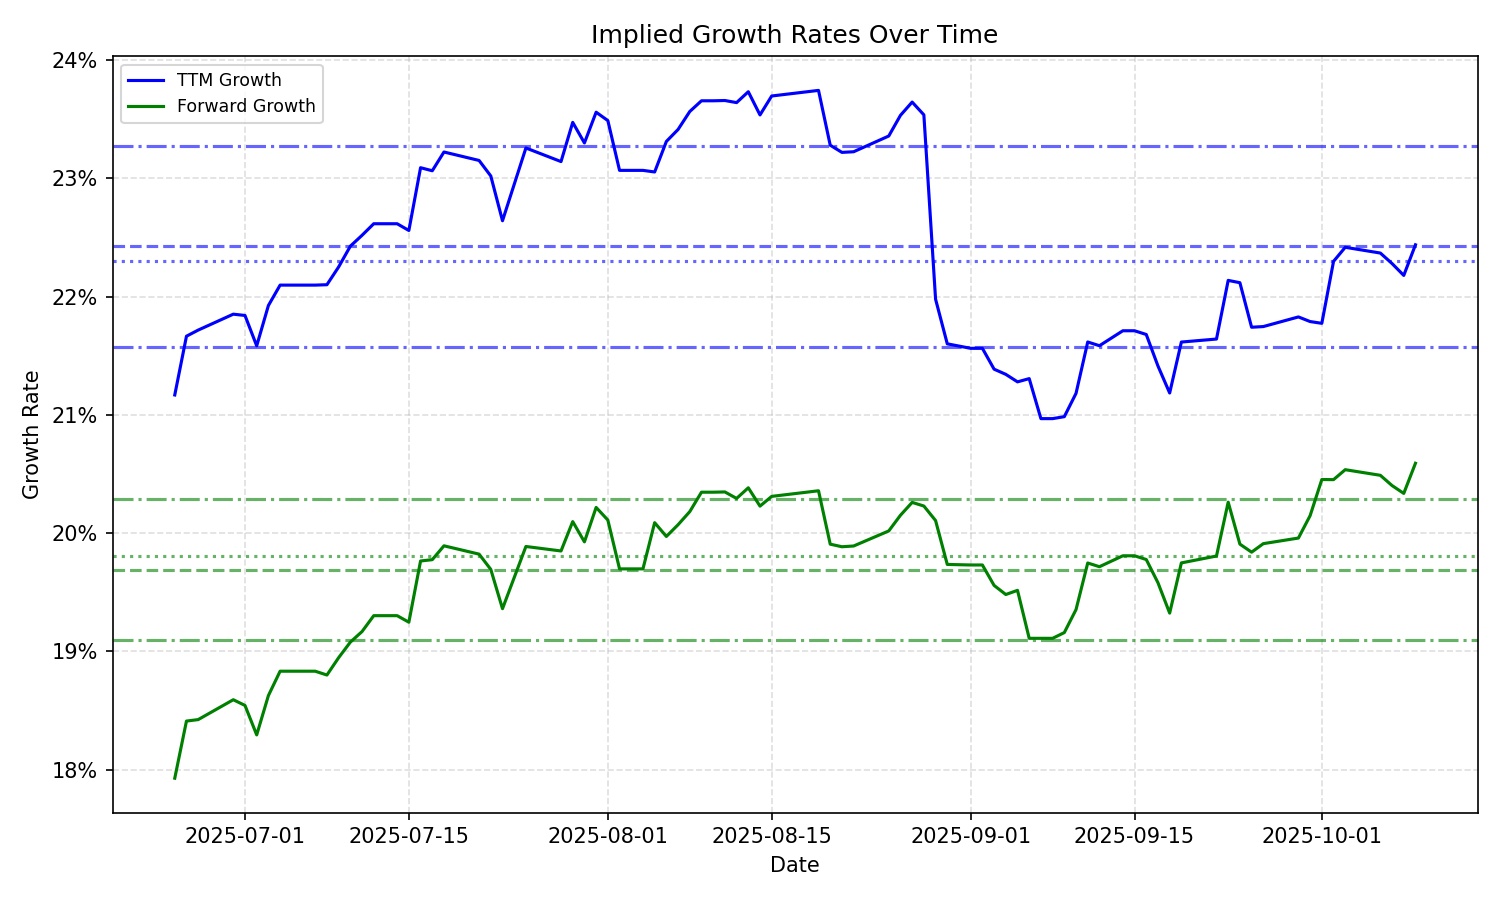 Implied Growth Rates Over Time
TTM Growth
Forward Growth
Growth Rate
24%
23%
22%
21%
20%
19%
18%
2025-07-01
2025-07-15
2025-08-01
2025-08-15
2025-09-01
2025-09-15
2025-10-01
Date